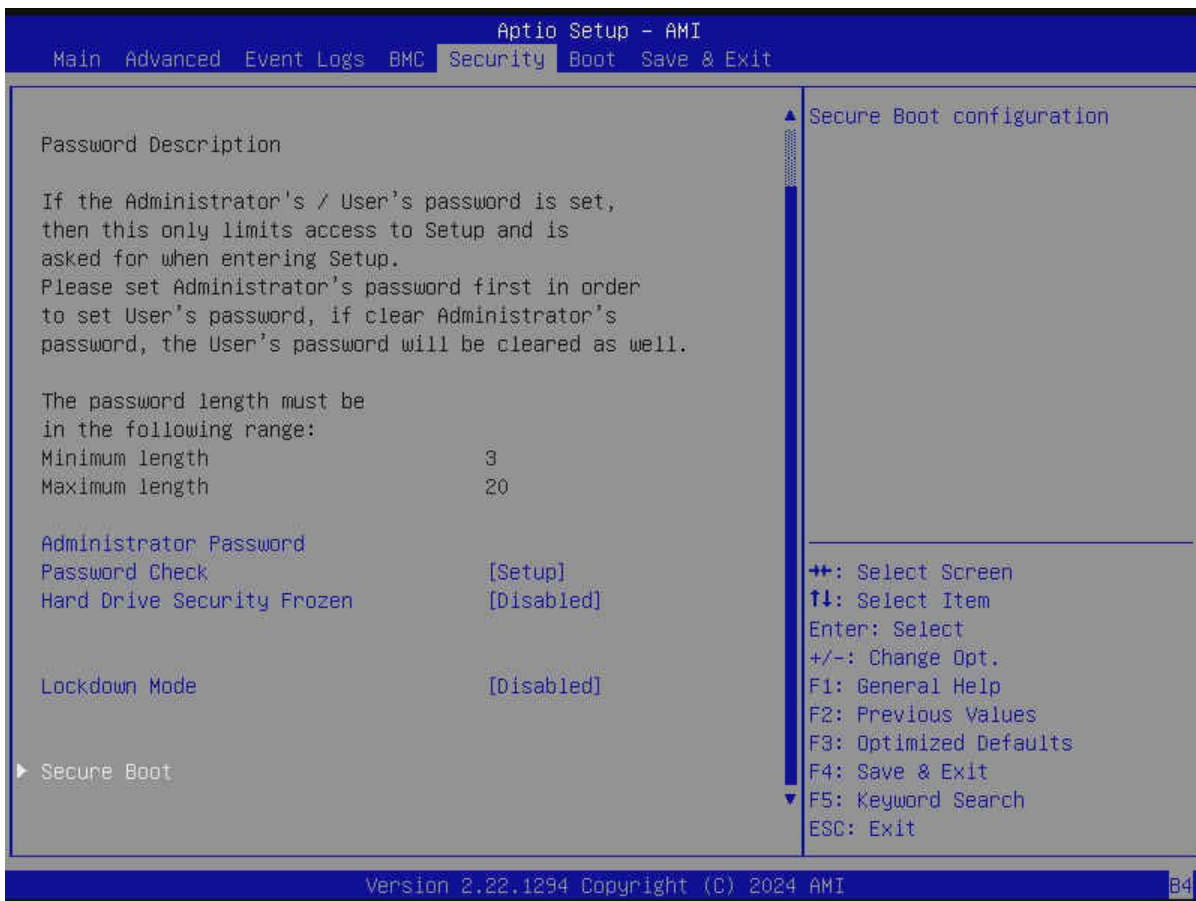 Aptio Setup - AMI
Main Advanced Event Logs BMC Security Boot Save & Exit
Password Description
If the Administrator's / User's password is set,
then this only limits access to Setup and is
asked for when entering Setup.
Please set Administrator's password first in order
to set User's password, if clear Administrator's
password, the User's password will be cleared as well.
The password length must be
in the following range:
Minimum length 3
Maximum length 20
Administrator Password
Password Check [Setup]
Hard Drive Security Frozen [Disabled]
Lockdown Mode [Disabled]
▶ Secure Boot
Secure Boot configuration
→←: Select Screen
↑↓: Select Item
Enter: Select
+/-: Change Opt.
F1: General Help
F2: Previous Values
F3: Optimized Defaults
F4: Save & Exit
F5: Keyword Search
ESC: Exit
Version 2.22.1294 Copyright (C) 2024 AMI
B4